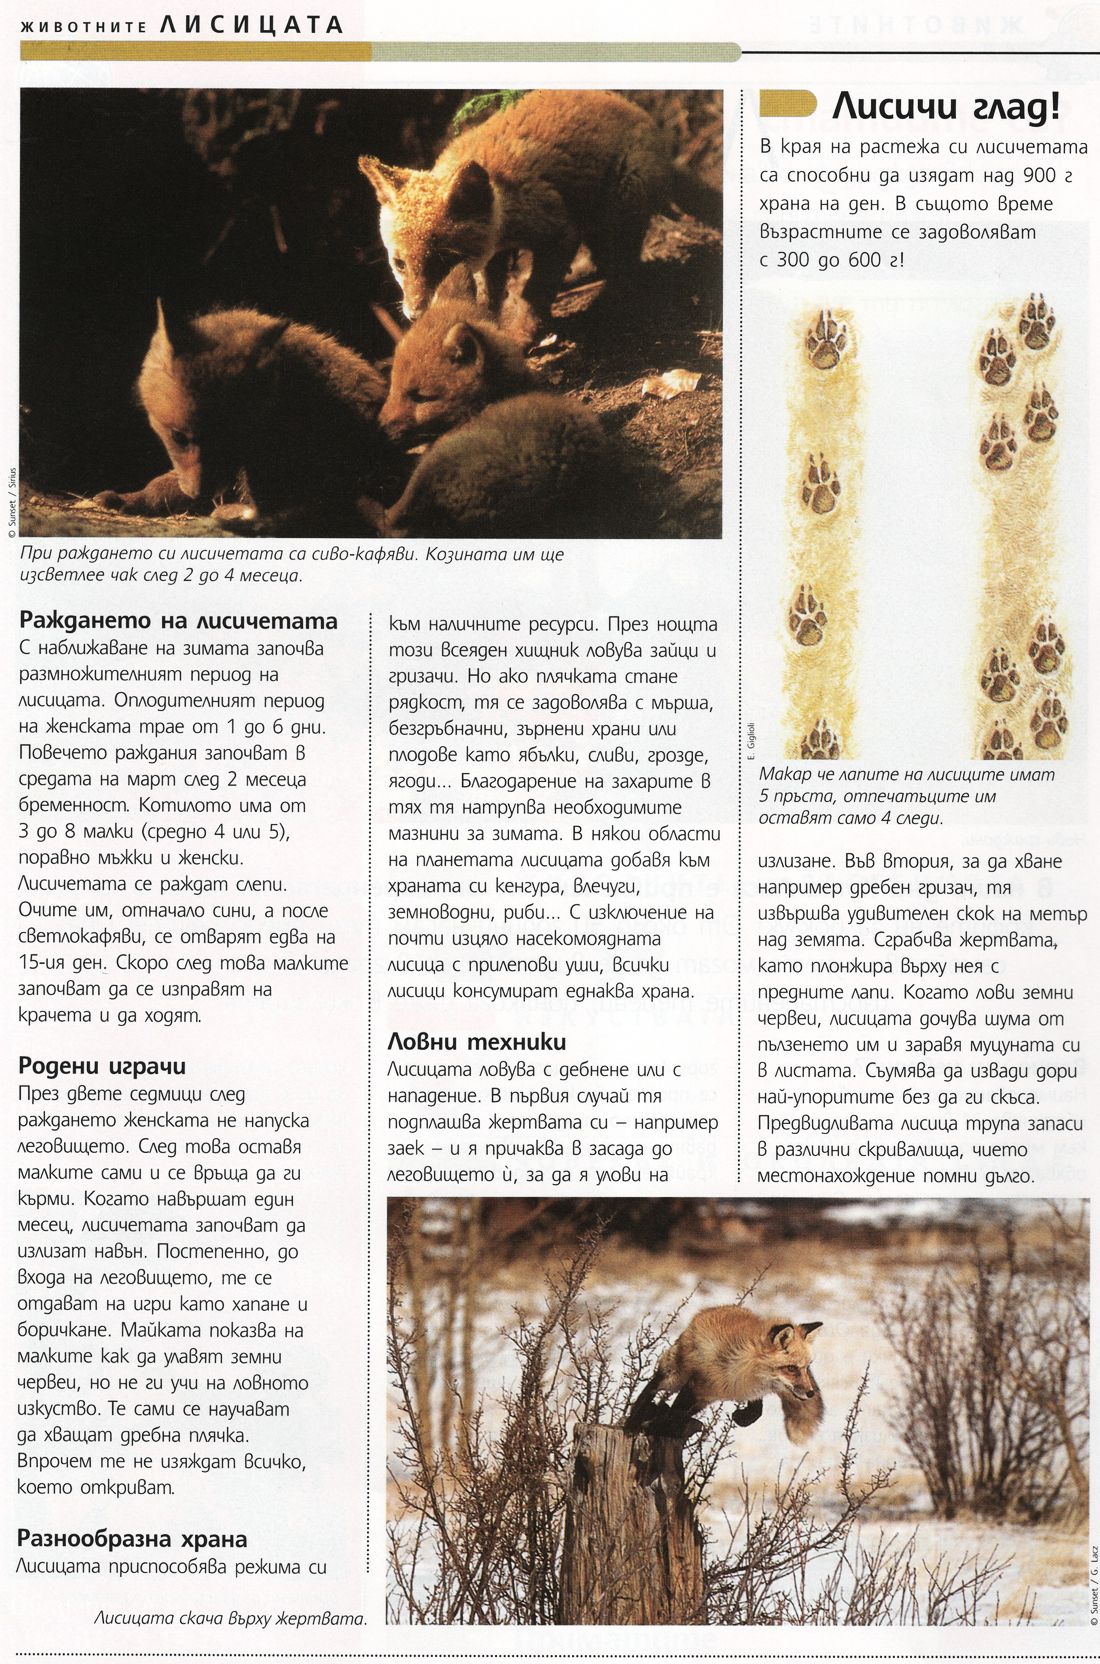 ЖИВОТНИТЕ ЛИСИЦАТА
© Sunset / Sirius
При раждането си лисичетата са сиво-кафяви. Козината им ще
изсветлее чак след 2 до 4 месеца.
Раждането на лисичетата
С наближаване на зимата започва
размножителният период на
лисицата. Оплодителният период
на женската трае от 1 до 6 дни.
Повечето раждания започват в
средата на март след 2 месеца
бременност. Котилото има от
3 до 8 малки (средно 4 или 5),
поравно мъжки и женски.
Лисичетата се раждат слепи.
Очите им, отначало сини, а после
светлокафяви, се отварят едва на
15-ия ден. Скоро след това малките
започват да се изправят на
крачета и да ходят.
Родени играчи
През двете седмици след
раждането женската не напуска
леговището. След това оставя
малките сами и се връща да ги
кърми. Когато навършат един
месец, лисичетата започват да
излизат навън. Постепенно, до
входа на леговището, те се
отдават на игри като хапане и
боричкане. Майката показва на
малките как да улавят земни
червеи, но не ги учи на ловното
изкуство. Те сами се научават
да хващат дребна плячка.
Впрочем те не изяждат всичко,
което откриват.
Разнообразна храна
Лисицата приспособява режима си
към наличните ресурси. През нощта
този всеяден хищник ловува зайци и
гризачи. Но ако плячката стане
рядкост, тя се задоволява с мърша,
безгръбначни, зърнени храни или
плодове като ябълки, сливи, грозде,
ягоди... Благодарение на захарите в
тях тя натрупва необходимите
мазнини за зимата. В някои области
на планетата лисицата добавя към
храната си кенгура, влечуги,
земноводни, риби... С изключение на
почти изцяло насекомоядната
лисица с прилепови уши, всички
лисици консумират еднаква храна.
Ловни техники
Лисицата ловува с дебнене или с
нападение. В първия случай тя
подплашва жертвата си – например
заек – и я причаква в засада до
леговището ѝ, за да я улови на
излизане. Във втория, за да хване
например дребен гризач, тя
извършва удивителен скок на метър
над земята. Сграбчва жертвата,
като плонжира върху нея с
предните лапи. Когато лови земни
червеи, лисицата дочува шума от
пълзенето им и заравя муцуната си
в листата. Съумява да извади дори
най-упоритите без да ги скъса.
Предвидливата лисица трупа запаси
в различни скривалища, чието
местонахождение помни дълго.
Лисичи глад!
В края на растежа си лисичетата
са способни да изядат над 900 г
храна на ден. В същото време
възрастните се задоволяват
с 300 до 600 г!
E. Giglioli
Макар че лапите на лисиците имат
5 пръста, отпечатъците им
оставят само 4 следи.
Лисицата скача върху жертвата.
© Sunset / G. Lacz